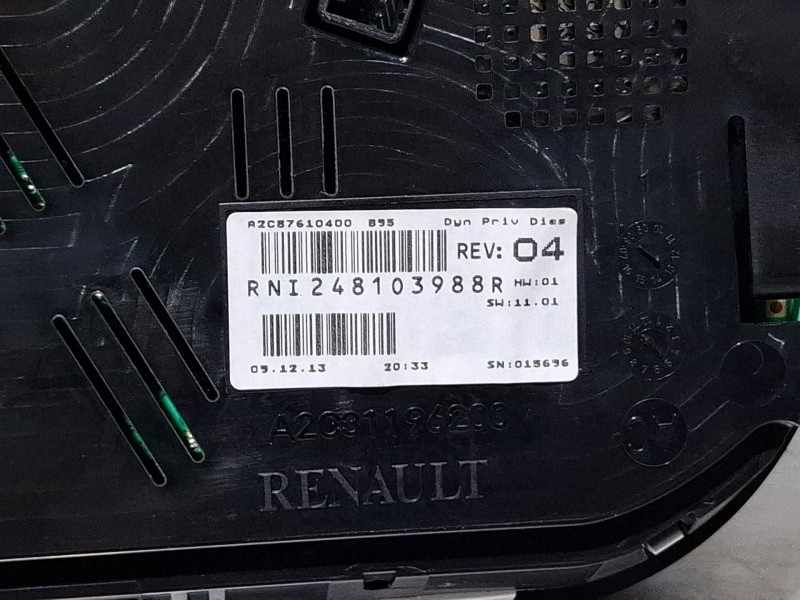 A2C87610400 B95 Dyn Priv Dies
REV: 04
RNI248103988R HW:01
SW:11.01
09.12.13 20:33 SN:015696
A2C31196200
RENAULT